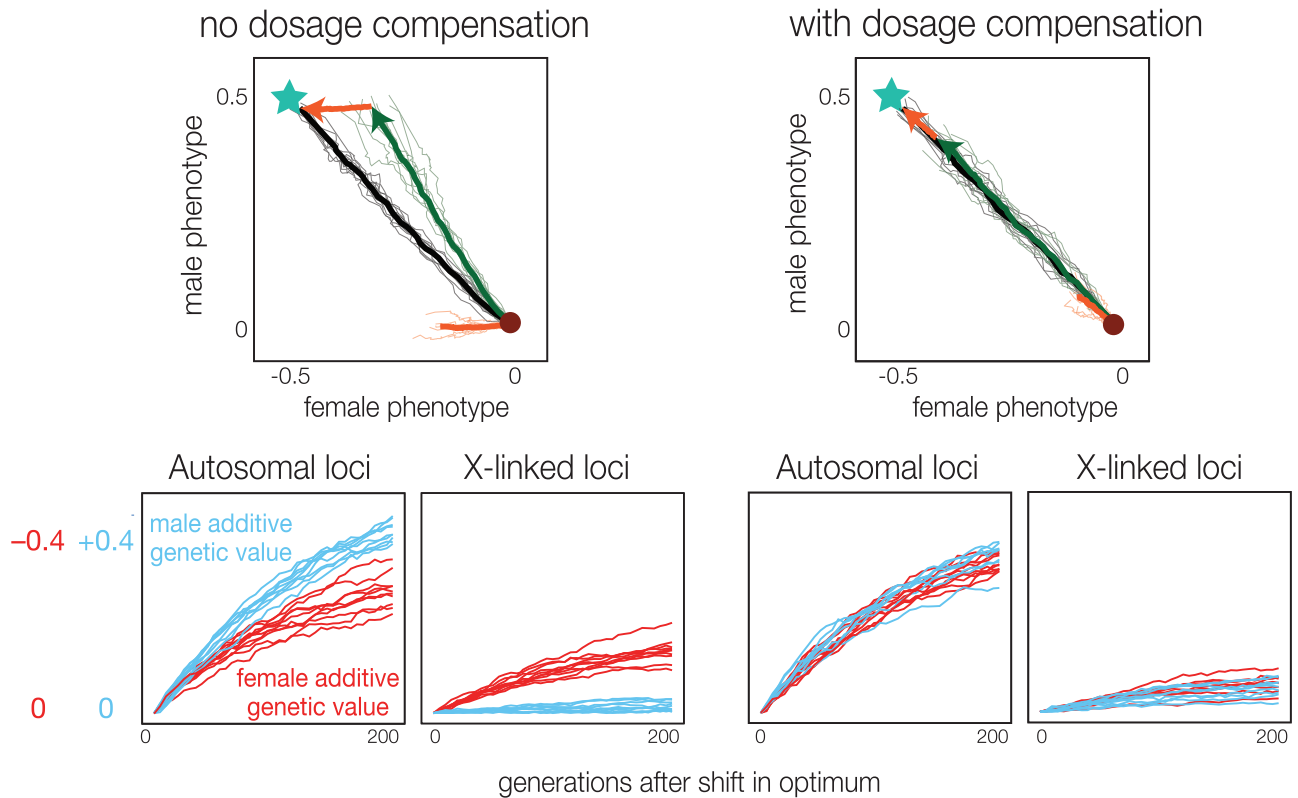 no dosage compensation
with dosage compensation
0.5
0
male phenotype
-0.5
0
female phenotype
0.5
0
male phenotype
-0.5
0
female phenotype
Autosomal loci
X-linked loci
Autosomal loci
X-linked loci
−0.4
+0.4
male additive
genetic value
female additive
genetic value
0
0
0
200
0
200
0
200
0
200
generations after shift in optimum